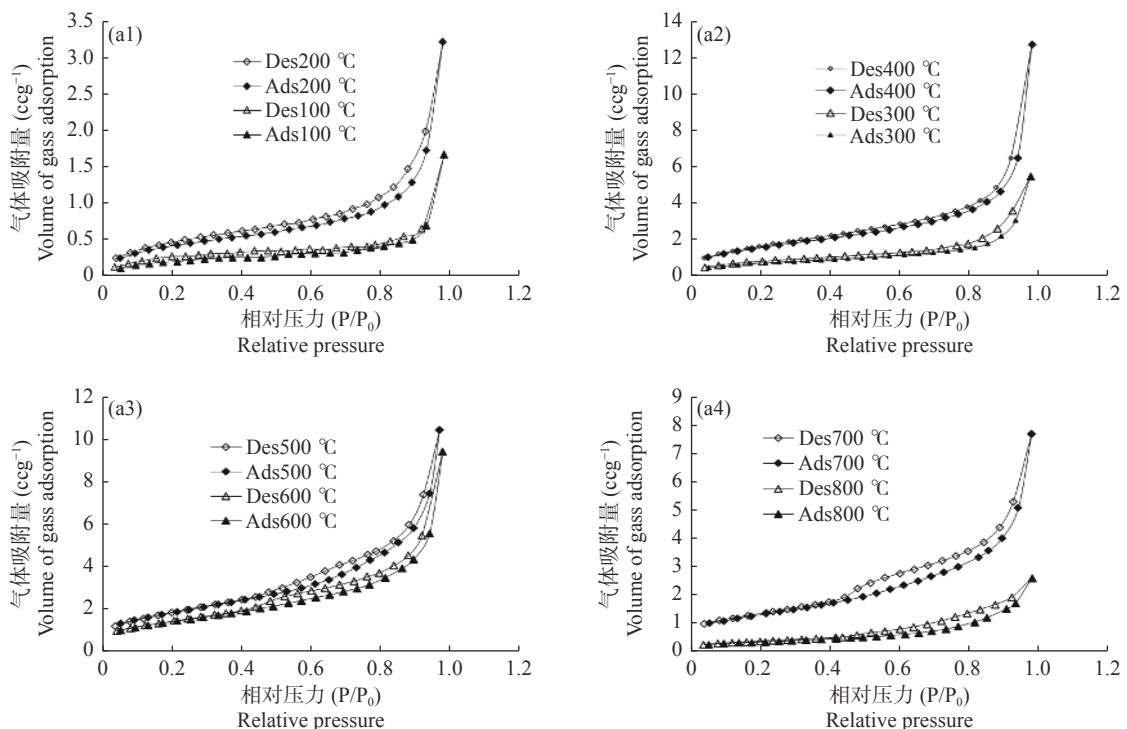 (a1)
3.5
3.0
2.5
2.0
1.5
1.0
0.5
0
Des200 ℃
Ads200 ℃
Des100 ℃
Ads100 ℃
气体吸附量 (ccg⁻¹)
Volume of gass adsorption
0.2 0.4 0.6 0.8 1.0 1.2
相对压力 (P/P₀)
Relative pressure
(a2)
14
12
10
8
6
4
2
0
Des400 ℃
Ads400 ℃
Des300 ℃
Ads300 ℃
气体吸附量 (ccg⁻¹)
Volume of gass adsorption
0.2 0.4 0.6 0.8 1.0 1.2
相对压力 (P/P₀)
Relative pressure
(a3)
12
10
8
6
4
2
0
Des500 ℃
Ads500 ℃
Des600 ℃
Ads600 ℃
气体吸附量 (ccg⁻¹)
Volume of gass adsorption
0.2 0.4 0.6 0.8 1.0 1.2
相对压力 (P/P₀)
Relative pressure
(a4)
9
8
7
6
5
4
3
2
1
0
Des700 ℃
Ads700 ℃
Des800 ℃
Ads800 ℃
气体吸附量 (ccg⁻¹)
Volume of gass adsorption
0.2 0.4 0.6 0.8 1.0 1.2
相对压力 (P/P₀)
Relative pressure